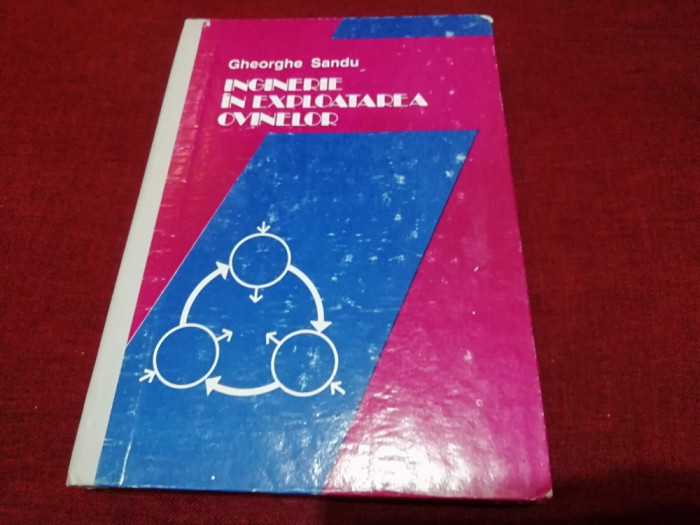 Gheorghe Sandu
INGINERIE
ÎN EXPLOATAREA
OVINELOR